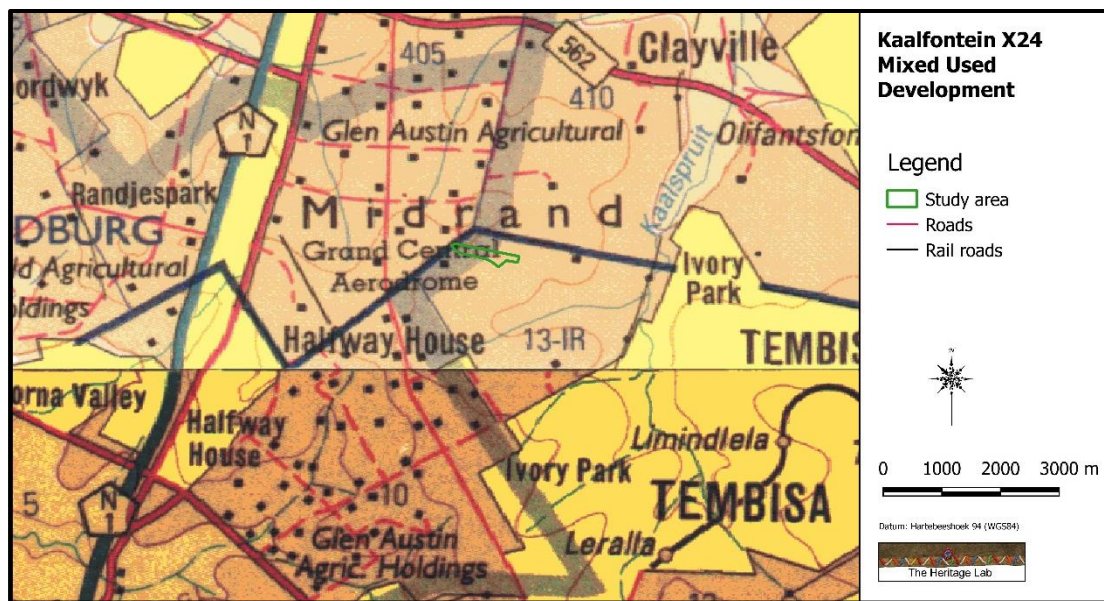 405
562
Clayville
ordwyk
410
N
1
Glen Austin Agricultural
Olifantsfon
Randjespark
Kaalspruit
Midrand
DBURG
Grand Central
Aerodrome
ld Agricultural
Holdings
Ivory
Park
Halfway House
13-IR
TEMBIS
orna Valley
Halfway
House
Limindlela
Ivory Park
TEMBISA
N
1
5
10
Leralla
Glen Austin
Agric. Holdings
Kaalfontein X24
Mixed Used
Development
Legend
Study area
Roads
Rail roads
N
0 1000 2000 3000 m
Datum: Hartebeeshoek 94 (WGS84)
The Heritage Lab